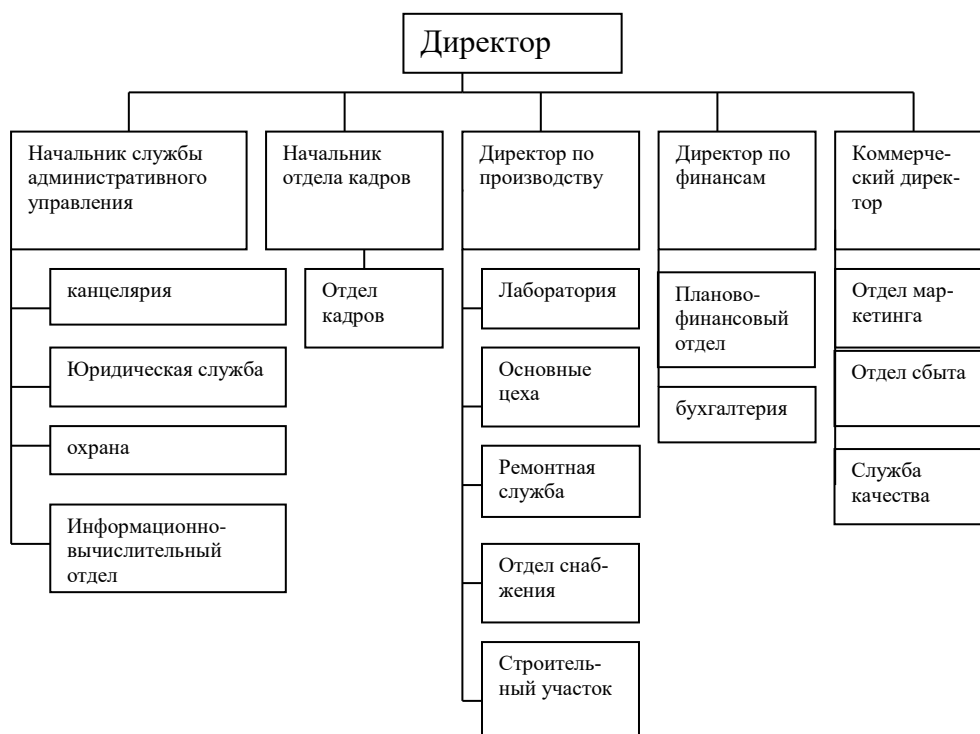 Директор
Начальник службы
административного
управления
Начальник
отдела кадров
Директор по
производству
Директор по
финансам
Коммерче-
ский дирек-
тор
канцелярия
Юридическая служба
охрана
Информационно-
вычислительный
отдел
Отдел
кадров
Лаборатория
Основные
цеха
Ремонтная
служба
Отдел снаб-
жения
Строитель-
ный участок
Планово-
финансовый
отдел
бухгалтерия
Отдел мар-
кетинга
Отдел сбыта
Служба
качества